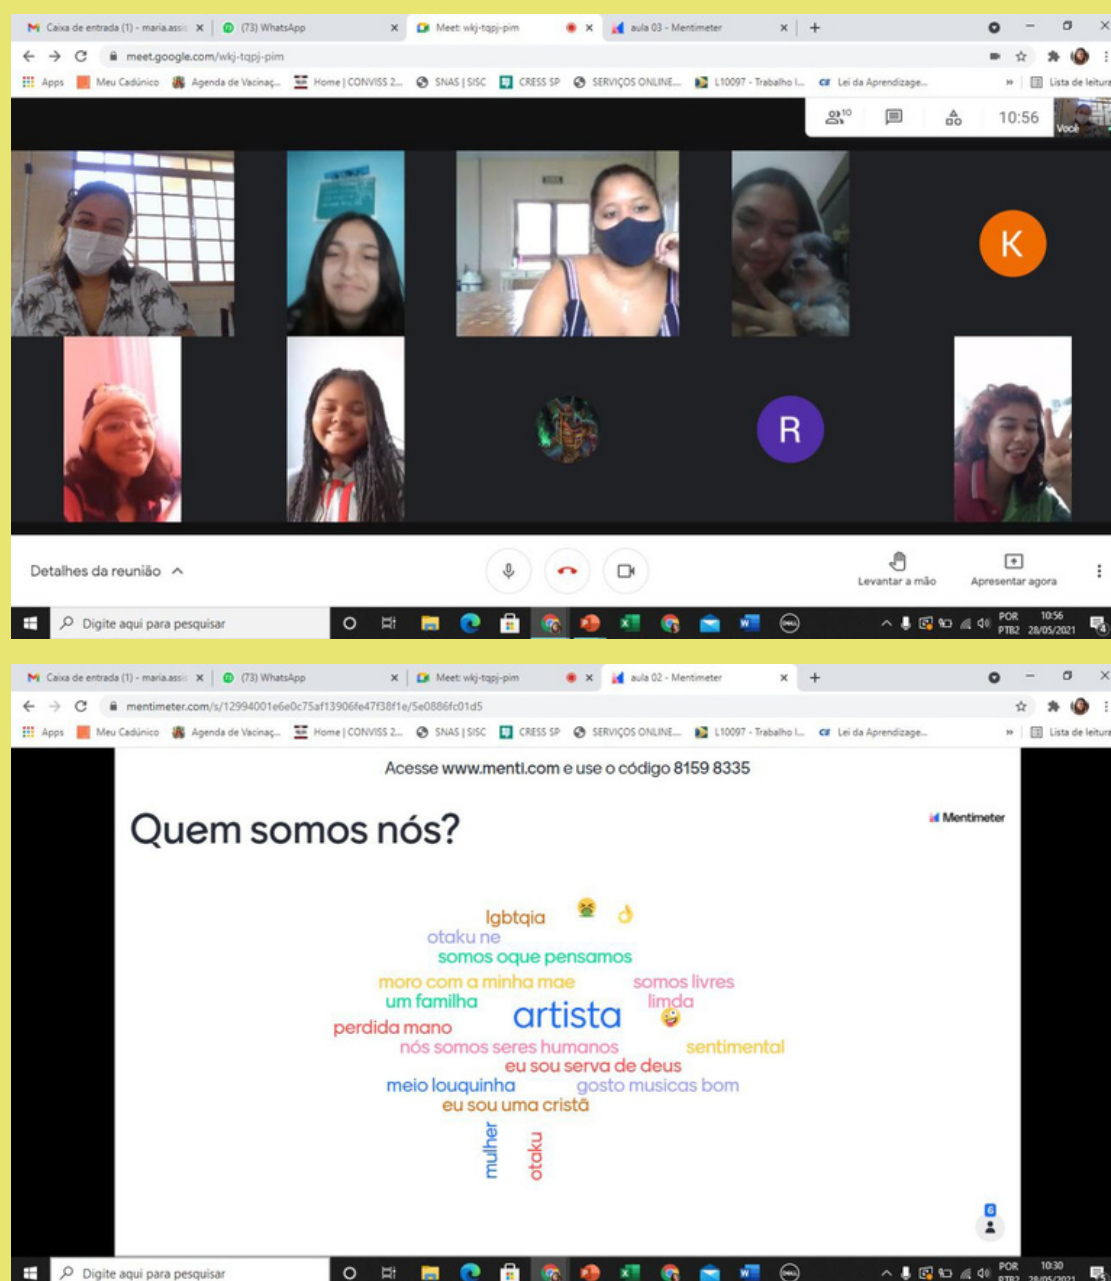 Caixa de entrada (1) - maria.assis
(73) WhatsApp
Meet: wkj-tqpj-pim
aula 03 - Mentimeter
meet.google.com/wkj-tqpj-pim
Apps
Meu Cadúnico
Agenda de Vacinaç...
Home | CONVISS 2...
SNAS | SISC
CRESS SP
SERVIÇOS ONLINE...
L10097 - Trabalho I...
Lei da Aprendizage...
»
Lista de leitura
10
10:56
Você
K
R
Detalhes da reunião
Levantar a mão
Apresentar agora
Digite aqui para pesquisar
DELL
POR
PTB2
10:56
28/05/2021
4
Caixa de entrada (1) - maria.assis
(73) WhatsApp
Meet: wkj-tqpj-pim
aula 02 - Mentimeter
mentimeter.com/s/12994001e6e0c75af13906fe47f38f1e/5e0886fc01d5
Apps
Meu Cadúnico
Agenda de Vacinaç...
Home | CONVISS 2...
SNAS | SISC
CRESS SP
SERVIÇOS ONLINE...
L10097 - Trabalho I...
Lei da Aprendizage...
»
Lista de leitura
Acesse www.menti.com e use o código 8159 8335
Quem somos nós?
Mentimeter
lgbtqia
otaku ne
somos oque pensamos
moro com a minha mae
somos livres
um familha
limda
artista
perdida mano
nós somos seres humanos
sentimental
eu sou serva de deus
meio louquinha
gosto musicas bom
eu sou uma cristã
mulher
otaku
6
Digite aqui para pesquisar
DELL
POR
PTB2
10:30
28/05/2021